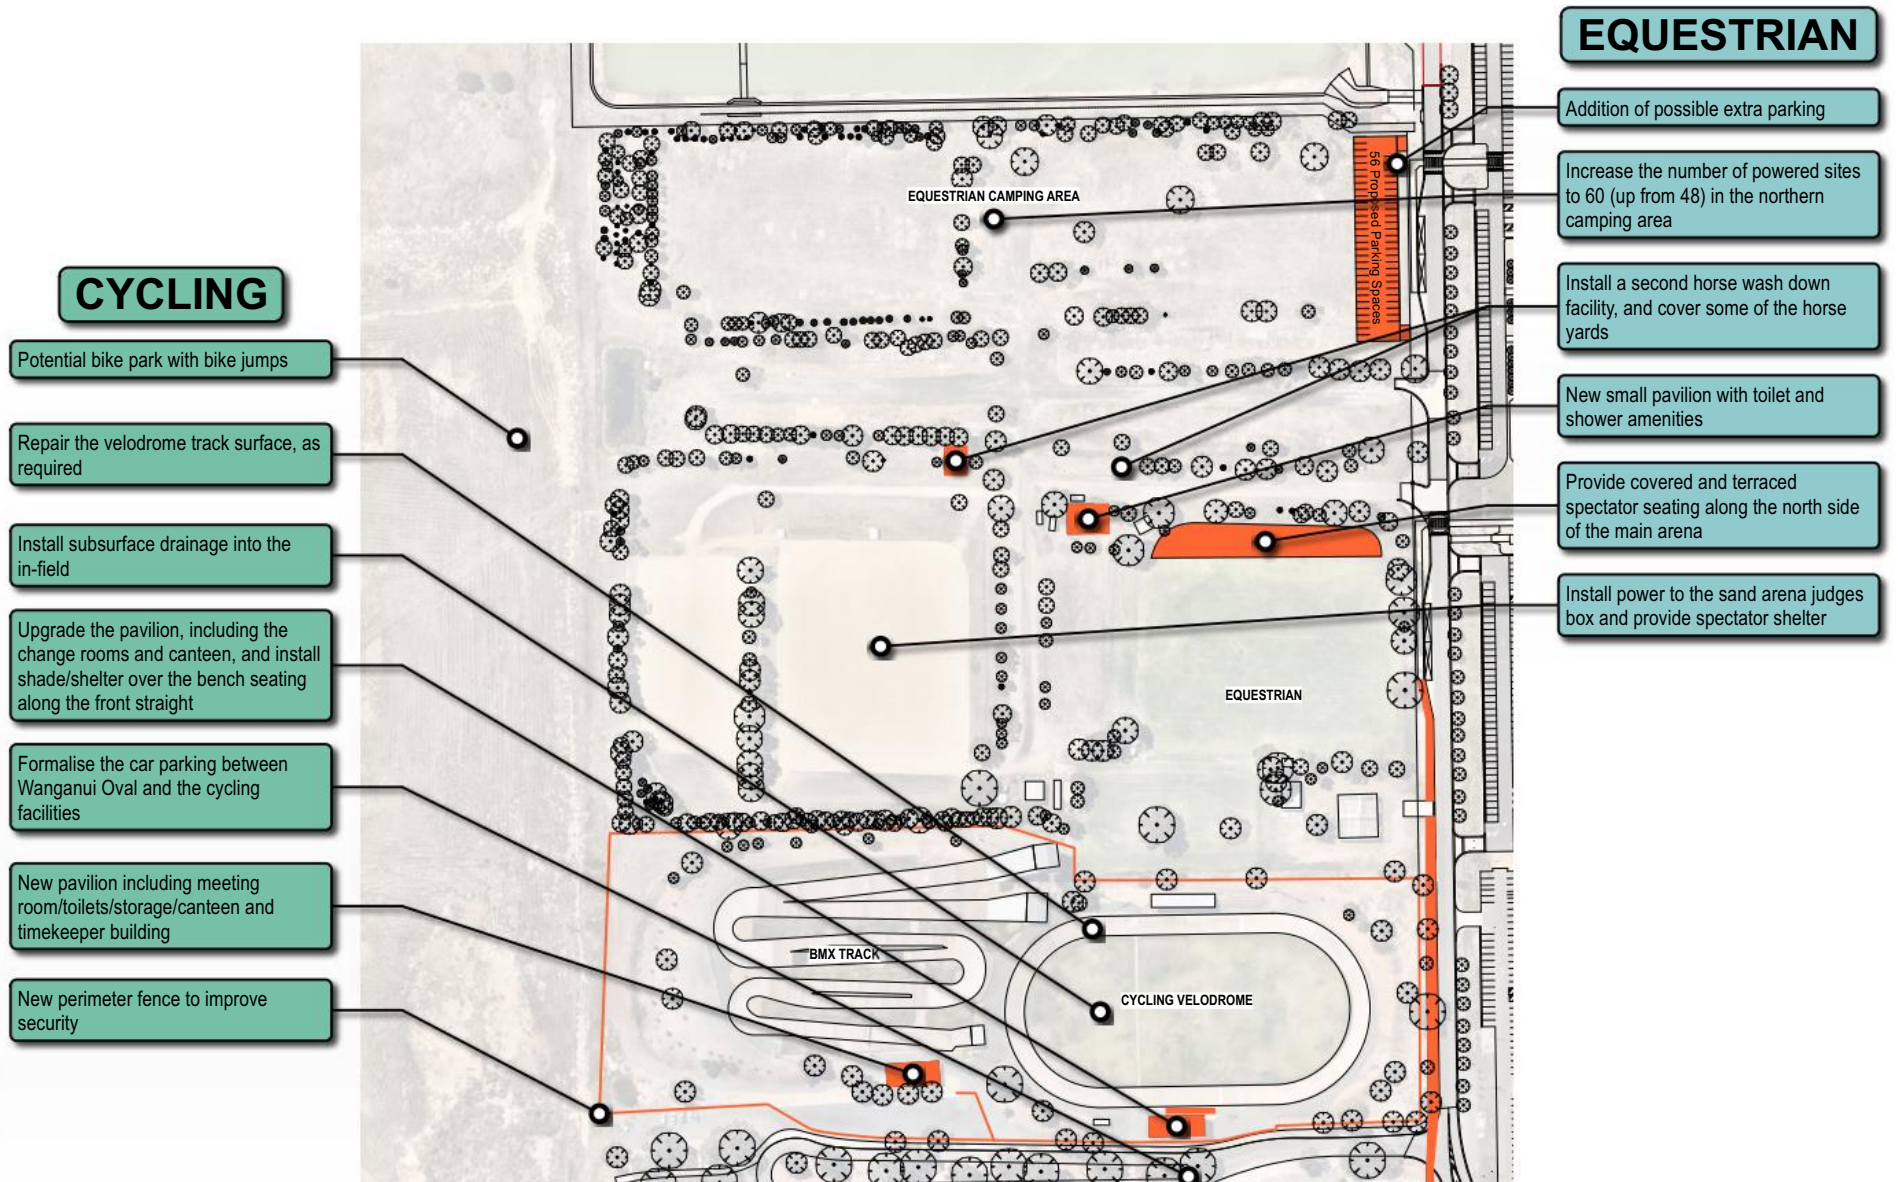 CYCLING
Potential bike park with bike jumps
Repair the velodrome track surface, as
required
Install subsurface drainage into the
in-field
Upgrade the pavilion, including the
change rooms and canteen, and install
shade/shelter over the bench seating
along the front straight
Formalise the car parking between
Wanganui Oval and the cycling
facilities
New pavilion including meeting
room/toilets/storage/canteen and
timekeeper building
New perimeter fence to improve
security
EQUESTRIAN CAMPING AREA
56 Proposed Parking Spaces
EQUESTRIAN
BMX TRACK
CYCLING VELODROME
EQUESTRIAN
Addition of possible extra parking
Increase the number of powered sites
to 60 (up from 48) in the northern
camping area
Install a second horse wash down
facility, and cover some of the horse
yards
New small pavilion with toilet and
shower amenities
Provide covered and terraced
spectator seating along the north side
of the main arena
Install power to the sand arena judges
box and provide spectator shelter